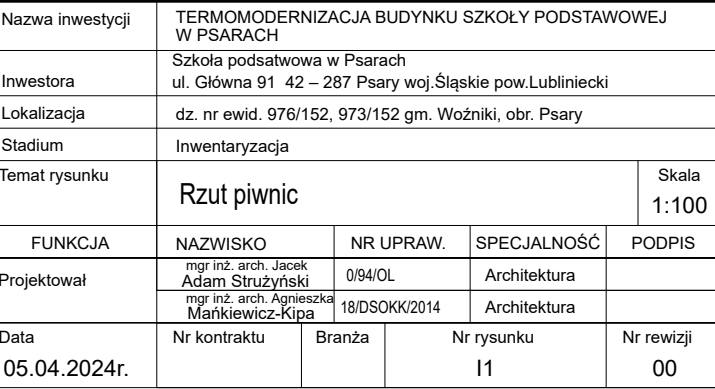 Nazwa inwestycji
TERMOMODERNIZACJA BUDYNKU SZKOŁY PODSTAWOWEJ
W PSARACH
Inwestora
Szkoła podsatwowa w Psarach
ul. Główna 91 42 – 287 Psary woj.Śląskie pow.Lubliniecki
Lokalizacja
dz. nr ewid. 976/152, 973/152 gm. Woźniki, obr. Psary
Stadium
Inwentaryzacja
Temat rysunku
Rzut piwnic
Skala
1:100
FUNKCJA
NAZWISKO
NR UPRAW.
SPECJALNOŚĆ
PODPIS
Projektował
mgr inż. arch. Jacek
Adam Strużyński
0/94/OL
Architektura
mgr inż. arch. Agnieszka
Mańkiewicz-Kipa
18/DSOKK/2014
Architektura
Data
05.04.2024r.
Nr kontraktu
Branża
Nr rysunku
I1
Nr rewizji
00